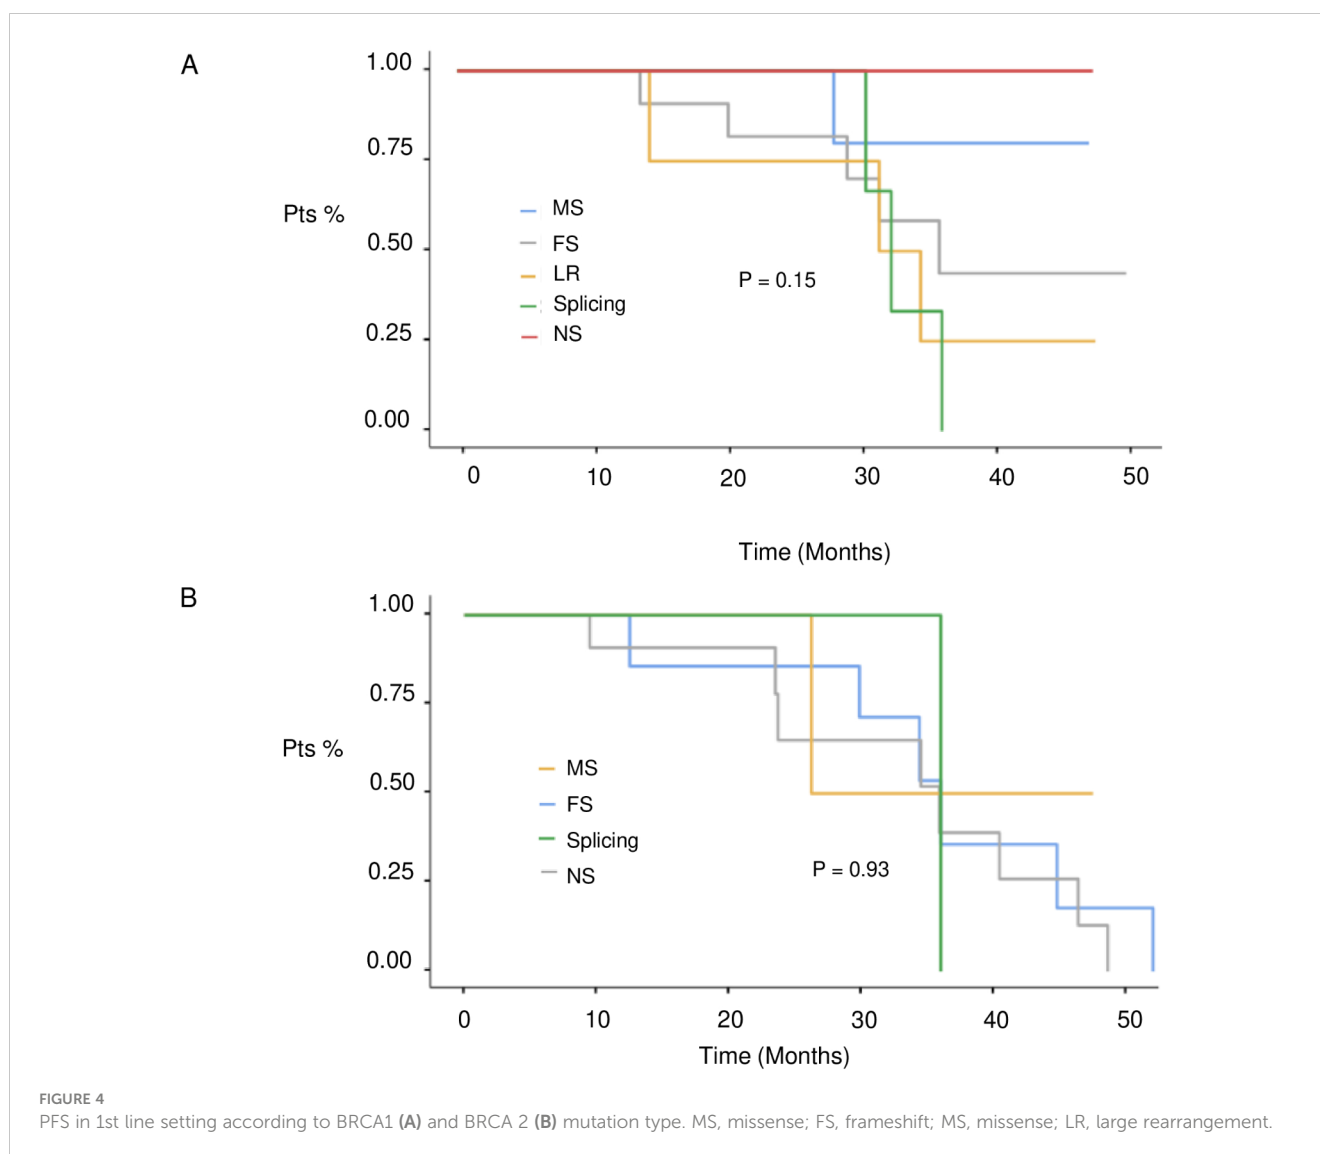 A
1.00
0.75
Pts %
0.50
0.25
0.00
MS
FS
LR
Splicing
NS
P = 0.15
0 10 20 30 40 50
Time (Months)
B
1.00
0.75
Pts %
0.50
0.25
0.00
MS
FS
Splicing
NS
P = 0.93
0 10 20 30 40 50
Time (Months)
FIGURE 4
PFS in 1st line setting according to BRCA1 (A) and BRCA 2 (B) mutation type. MS, missense; FS, frameshift; MS, missense; LR, large rearrangement.